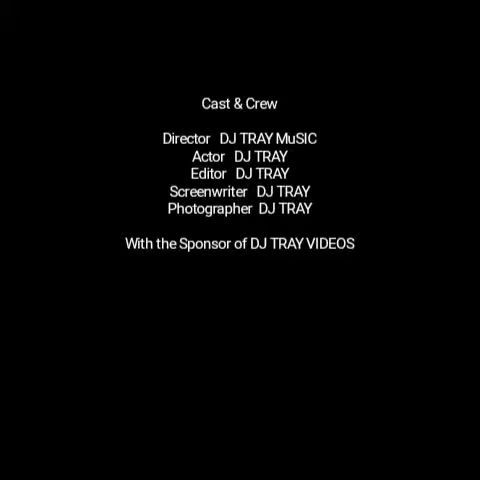 Cast & Crew
Director DJ TRAY MuSIC
Actor DJ TRAY
Editor DJ TRAY
Screenwriter DJ TRAY
Photographer DJ TRAY
With the Sponsor of DJ TRAY VIDEOS